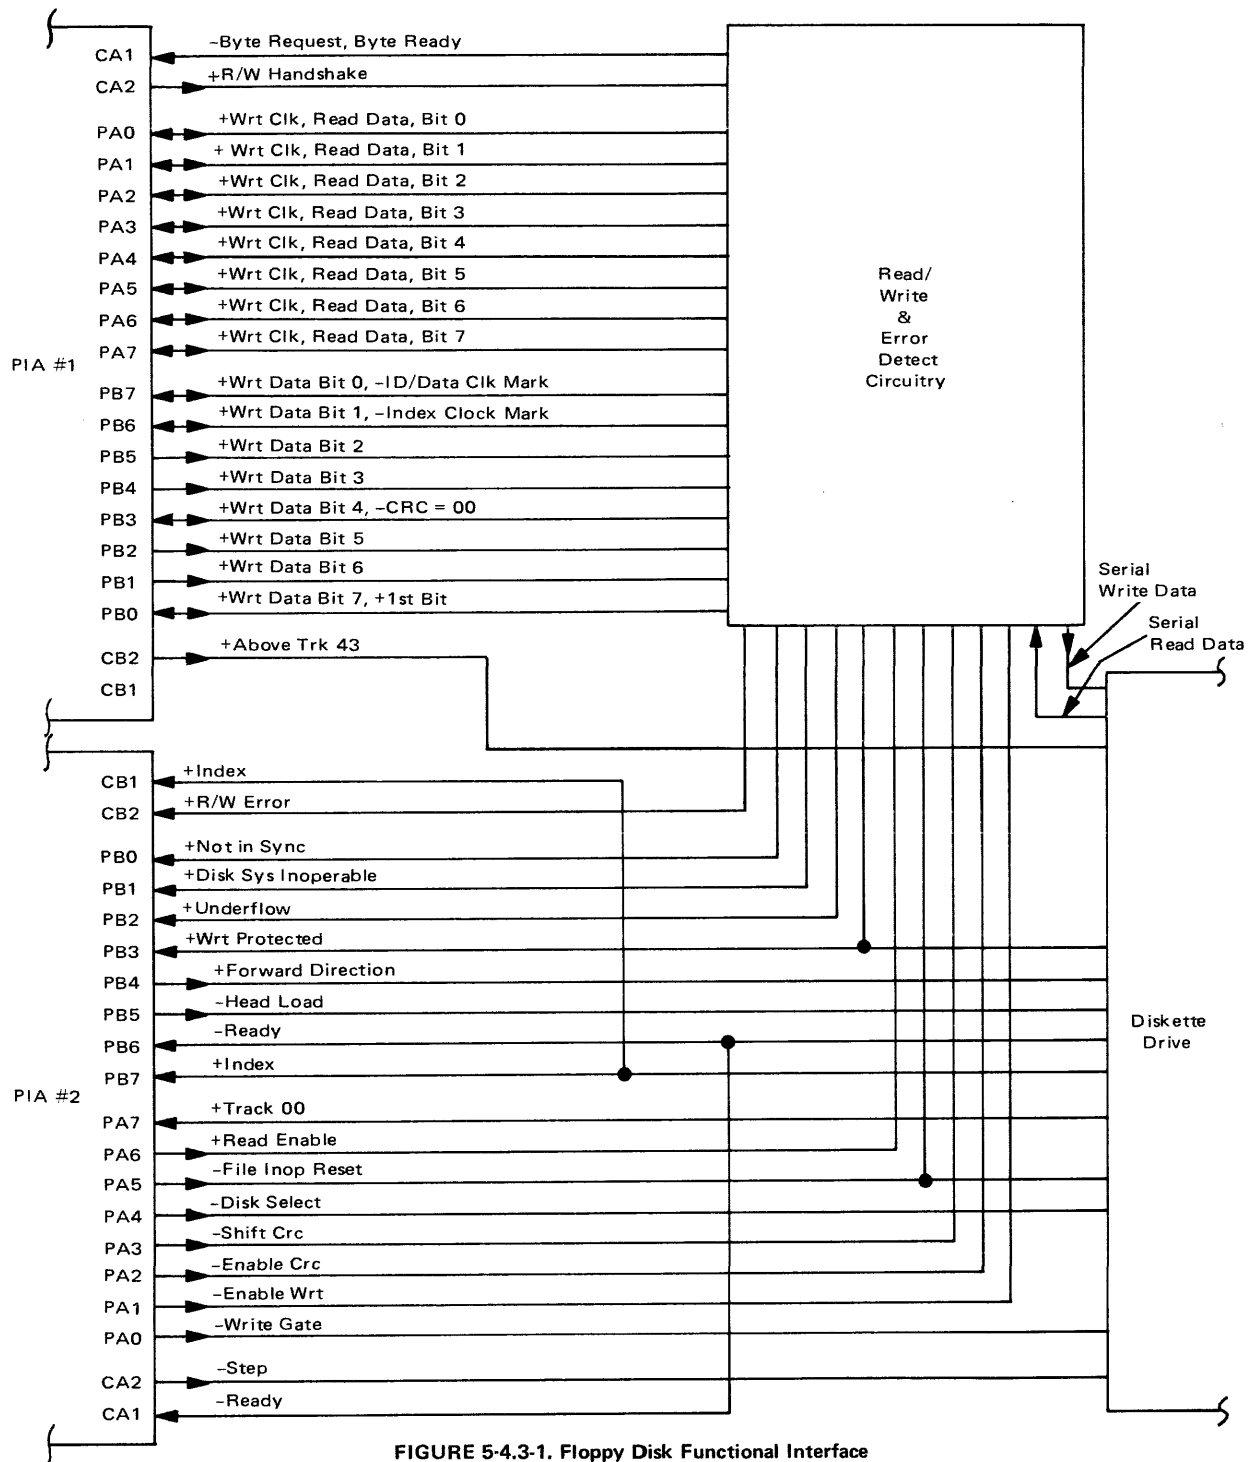 CA1 –Byte Request, Byte Ready
CA2 +R/W Handshake
PA0 +Wrt Clk, Read Data, Bit 0
PA1 + Wrt Clk, Read Data, Bit 1
PA2 +Wrt Clk, Read Data, Bit 2
PA3 +Wrt Clk, Read Data, Bit 3
PA4 +Wrt Clk, Read Data, Bit 4
PA5 +Wrt Clk, Read Data, Bit 5
PA6 +Wrt Clk, Read Data, Bit 6
PA7 +Wrt Clk, Read Data, Bit 7
PIA #1
PB7 +Wrt Data Bit 0, –ID/Data Clk Mark
PB6 +Wrt Data Bit 1, –Index Clock Mark
PB5 +Wrt Data Bit 2
PB4 +Wrt Data Bit 3
PB3 +Wrt Data Bit 4, –CRC = 00
PB2 +Wrt Data Bit 5
PB1 +Wrt Data Bit 6
PB0 +Wrt Data Bit 7, +1st Bit
CB2 +Above Trk 43
CB1
Read/
Write
&
Error
Detect
Circuitry
Serial
Write Data
Serial
Read Data
CB1 +Index
CB2 +R/W Error
PB0 +Not in Sync
PB1 +Disk Sys Inoperable
PB2 +Underflow
PB3 +Wrt Protected
PB4 +Forward Direction
PB5 –Head Load
PB6 –Ready
PB7 +Index
PIA #2
PA7 +Track 00
PA6 +Read Enable
PA5 –File Inop Reset
PA4 –Disk Select
PA3 –Shift Crc
PA2 –Enable Crc
PA1 –Enable Wrt
PA0 –Write Gate
CA2 –Step
CA1 –Ready
Diskette
Drive
FIGURE 5-4.3-1. Floppy Disk Functional Interface